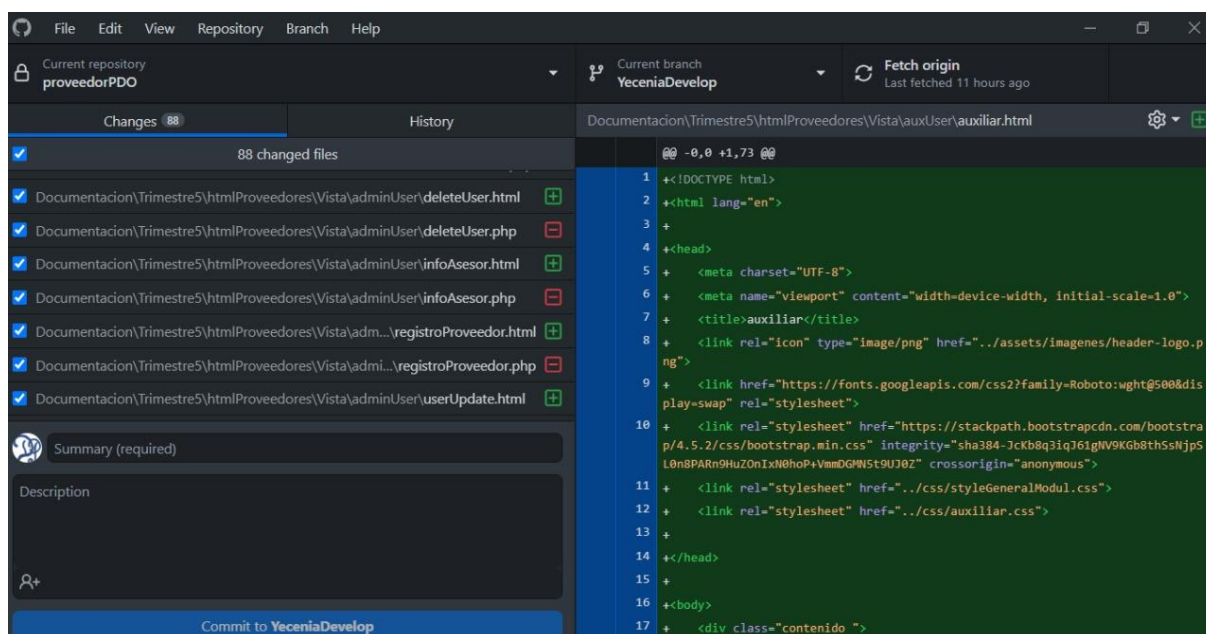 File Edit View Repository Branch Help
Current repository
proveedorPDO
Current branch
YeceniaDevelop
Fetch origin
Last fetched 11 hours ago
Changes 88
History
88 changed files
Documentacion\Trimestre5\htmlProveedores\Vista\adminUser\deleteUser.html
Documentacion\Trimestre5\htmlProveedores\Vista\adminUser\deleteUser.php
Documentacion\Trimestre5\htmlProveedores\Vista\adminUser\infoAsesor.html
Documentacion\Trimestre5\htmlProveedores\Vista\adminUser\infoAsesor.php
Documentacion\Trimestre5\htmlProveedores\Vista\adm...\registroProveedor.html
Documentacion\Trimestre5\htmlProveedores\Vista\admi...\registroProveedor.php
Documentacion\Trimestre5\htmlProveedores\Vista\adminUser\userUpdate.html
Summary (required)
Description
Commit to YeceniaDevelop
Documentacion\Trimestre5\htmlProveedores\Vista\auxUser\auxiliar.html
@@ -0,0 +1,73 @@
1 +<!DOCTYPE html>
2 +<html lang="en">
3 +
4 +<head>
5 + <meta charset="UTF-8">
6 + <meta name="viewport" content="width=device-width, initial-scale=1.0">
7 + <title>auxiliar</title>
8 + <link rel="icon" type="image/png" href="../assets/imagenes/header-logo.p
ng">
9 + <link href="https://fonts.googleapis.com/css2?family=Roboto:wght@500&dis
play=swap" rel="stylesheet">
10 + <link rel="stylesheet" href="https://stackpath.bootstrapcdn.com/bootstra
p/4.5.2/css/bootstrap.min.css" integrity="sha384-JcKb8q3iqJ61gNV9KGb8thSsNjpS
L0n8PARn9HuZOnIxN0hoP+VmmDGMN5t9UJ0Z" crossorigin="anonymous">
11 + <link rel="stylesheet" href="../css/styleGeneralModul.css">
12 + <link rel="stylesheet" href="../css/auxiliar.css">
13 +
14 +</head>
15 +
16 +<body>
17 + <div class="contenido ">